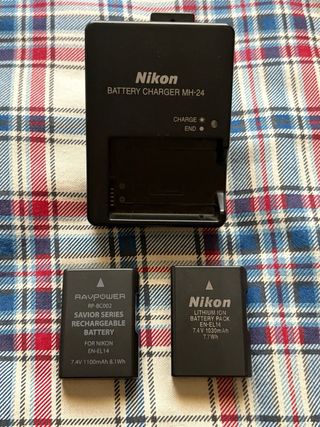 Nikon
BATTERY CHARGER MH-24
CHARGE
END
RAVPOWER
RP-BC002
SAVIOR SERIES
RECHARGEABLE
BATTERY
FOR NIKON
EN-EL14
7.4V 1100mAh 8.1Wh
Nikon
LITHIUM ION
BATTERY PACK
EN-EL14
7.4V 1030mAh
7.7Wh